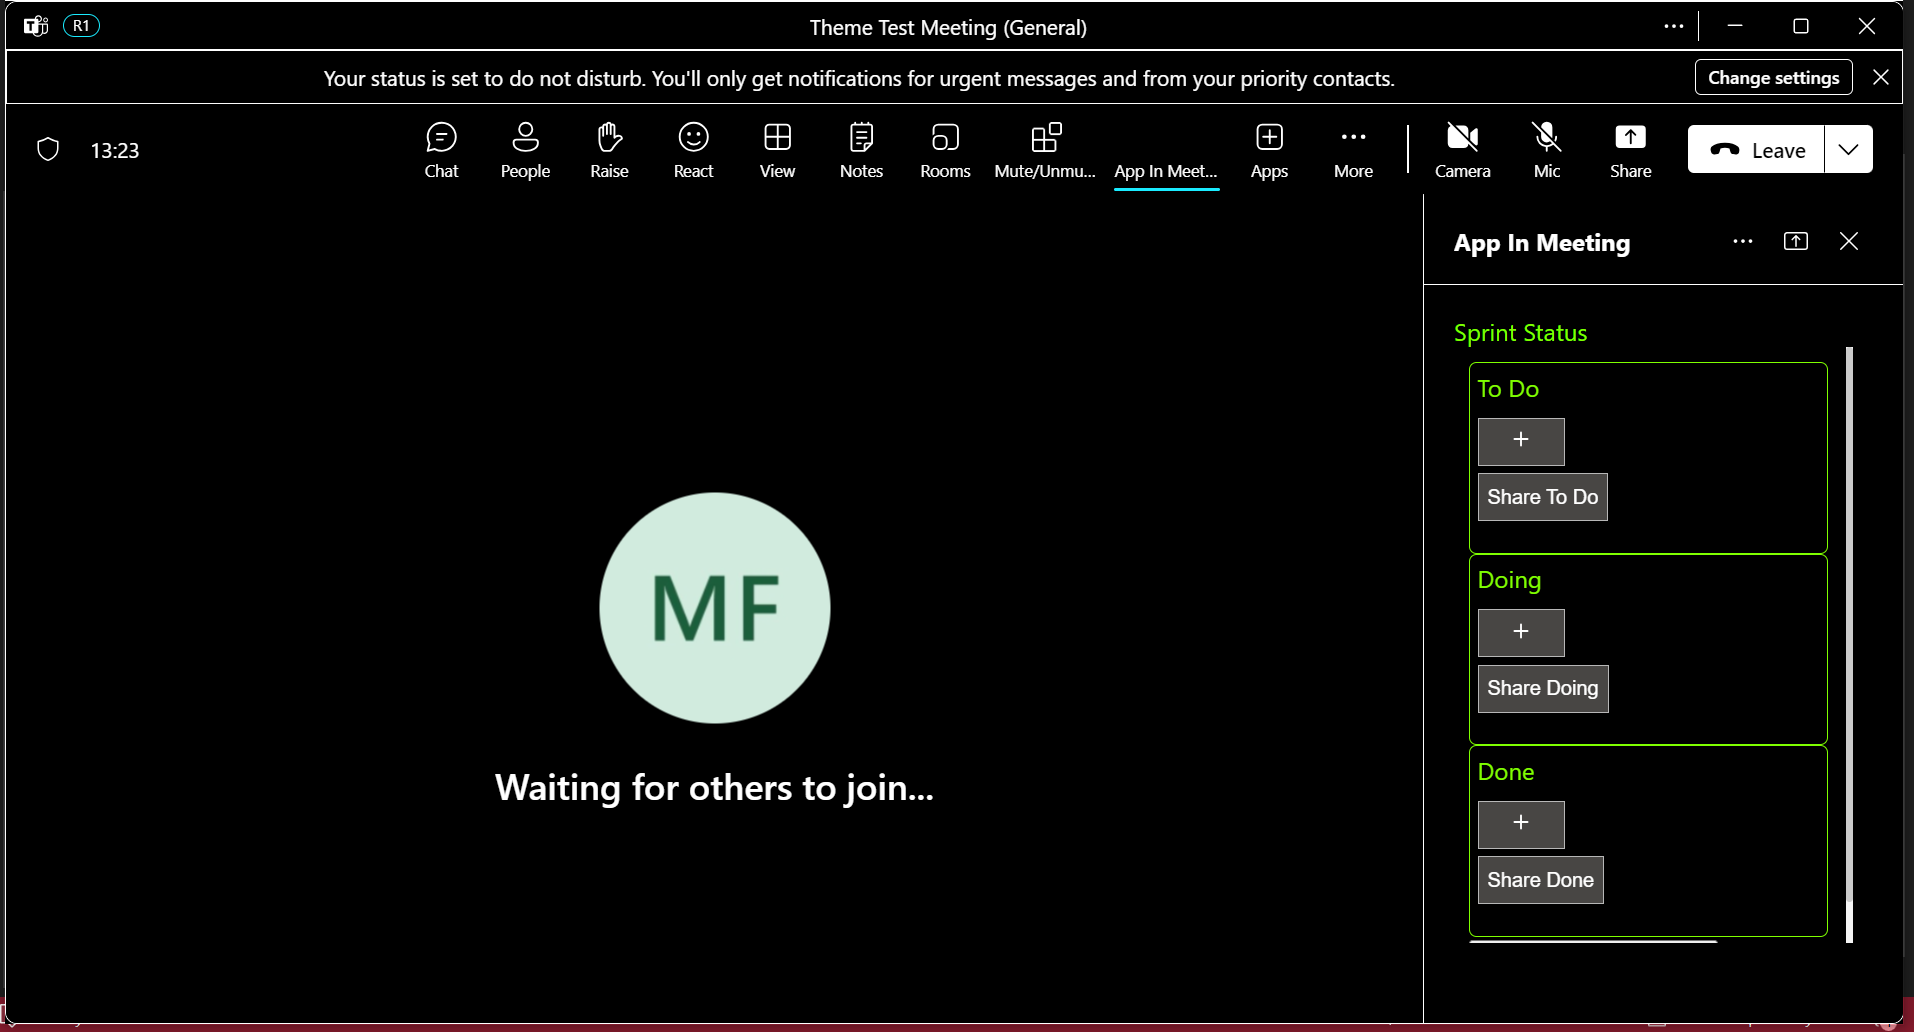 R1
Theme Test Meeting (General)
Your status is set to do not disturb. You'll only get notifications for urgent messages and from your priority contacts.
Change settings
13:23
Chat
People
Raise
React
View
Notes
Rooms
Mute/Unmu...
App In Meet...
Apps
More
Camera
Mic
Share
Leave
App In Meeting
Sprint Status
To Do
+
Share To Do
Doing
+
Share Doing
Done
+
Share Done
MF
Waiting for others to join...